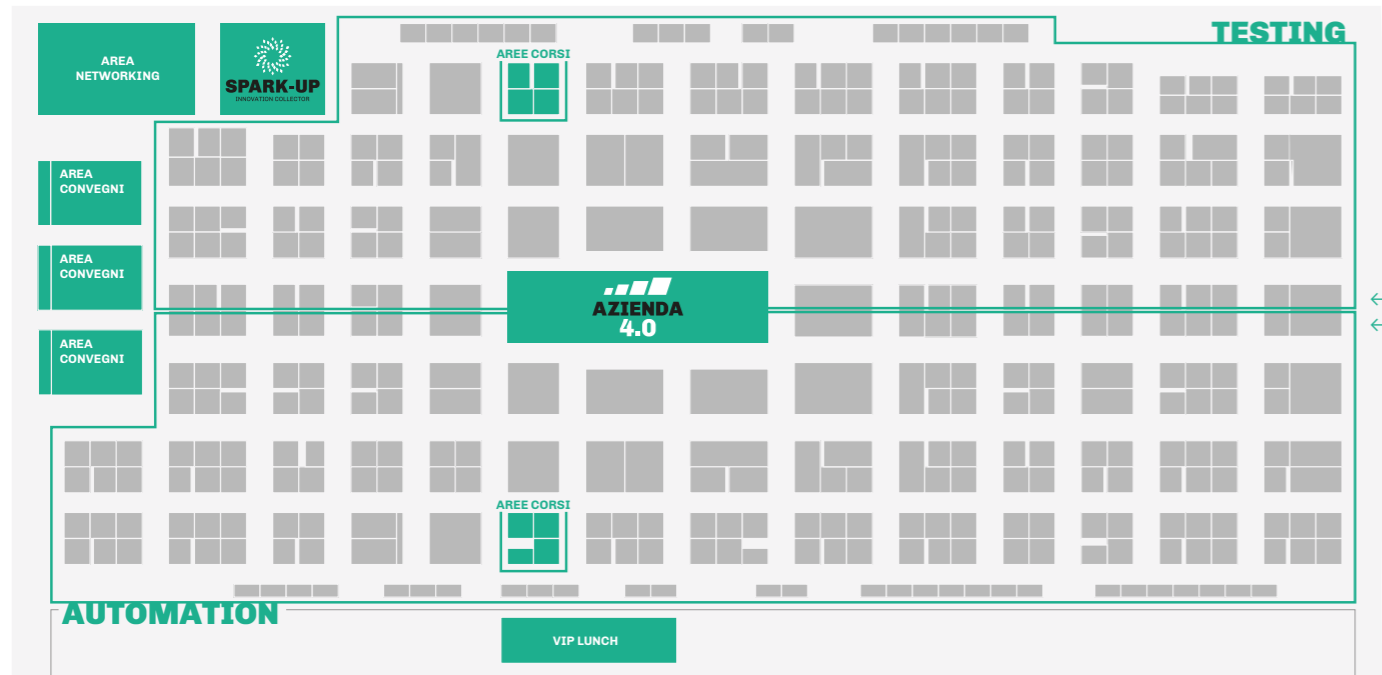 TESTING
AREA
NETWORKING
SPARK-UP
INNOVATION COLLECTOR
AREE CORSI
AREA
CONVEGNI
AREA
CONVEGNI
AZIENDA
4.0
AREA
CONVEGNI
AREE CORSI
AUTOMATION
VIP LUNCH